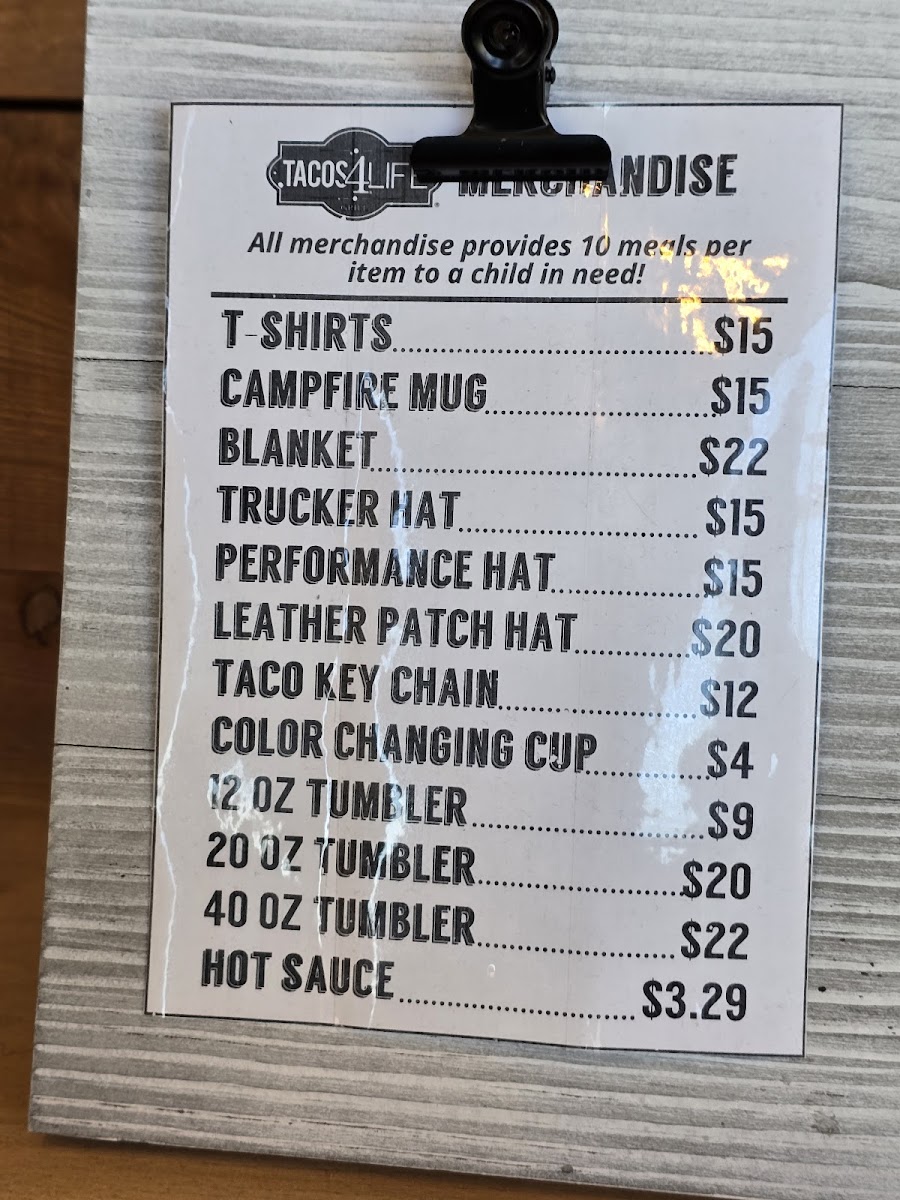 TACOS4LIFE MERCHANDISE
All merchandise provides 10 meals per
item to a child in need!
T-SHIRTS $15
CAMPFIRE MUG $15
BLANKET $22
TRUCKER HAT $15
PERFORMANCE HAT $15
LEATHER PATCH HAT $20
TACO KEY CHAIN $12
COLOR CHANGING CUP $4
12 OZ TUMBLER $9
20 OZ TUMBLER $20
40 OZ TUMBLER $22
HOT SAUCE $3.29